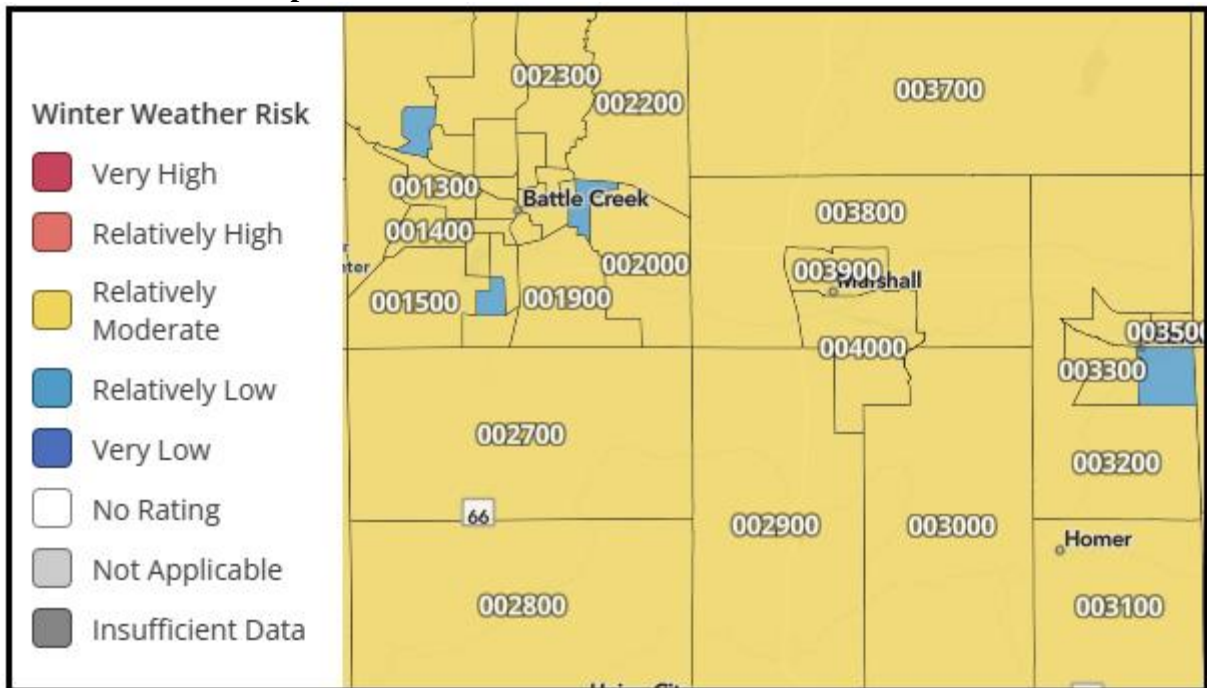 Winter Weather Risk
Very High
Relatively High
Relatively
Moderate
Relatively Low
Very Low
No Rating
Not Applicable
Insufficient Data
002300
002200
003700
001300
Battle Creek
003800
001400
002000
003900
Marshall
001500
001900
003500
004000
003300
002700
003200
66
002900
003000
Homer
002800
003100